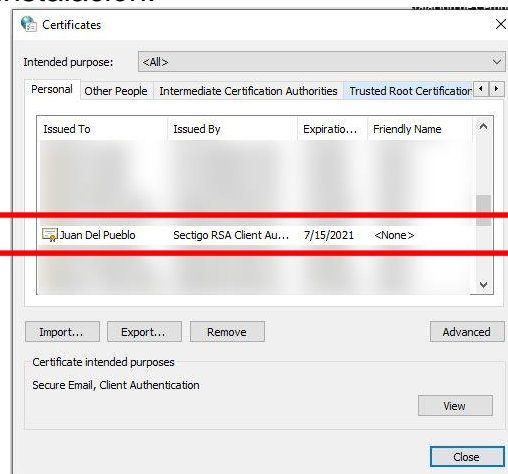 Certificates
Intended purpose: <All>
Personal Other People Intermediate Certification Authorities Trusted Root Certification
Issued To Issued By Expiratio... Friendly Name
Juan Del Pueblo Sectigo RSA Client Au... 7/15/2021 <None>
Import... Export... Remove Advanced
Certificate intended purposes
Secure Email, Client Authentication
View
Close